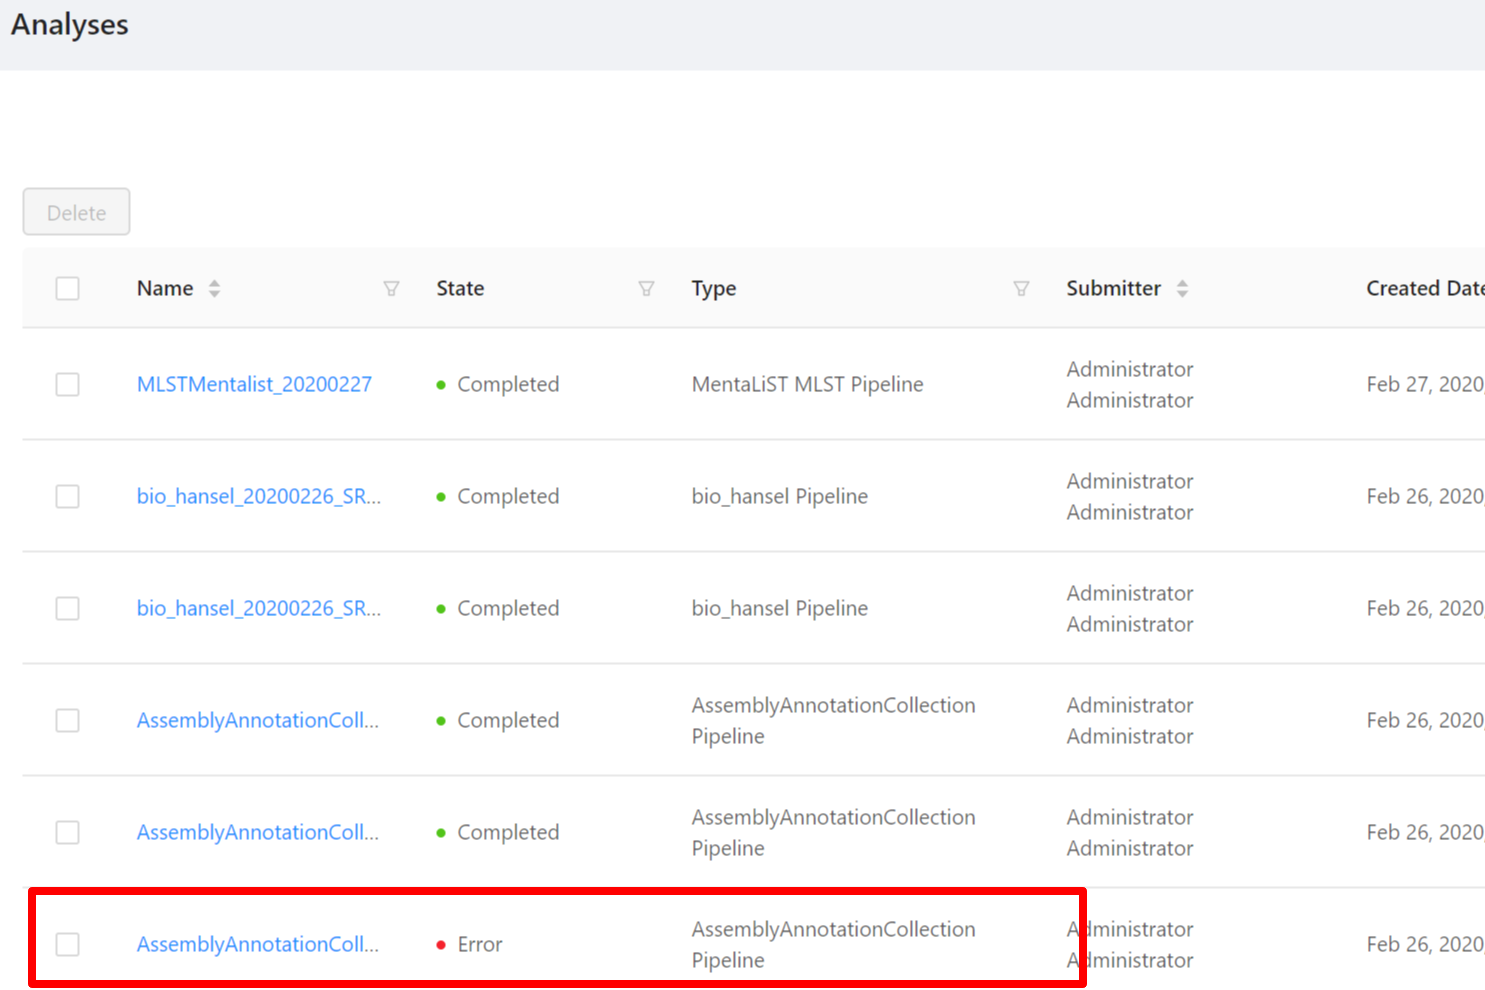 Analyses
Delete
Name State Type Submitter Created Date
MLSTMentalist_20200227 Completed MentaLiST MLST Pipeline Administrator Administrator Feb 27, 2020,
bio_hansel_20200226_SR... Completed bio_hansel Pipeline Administrator Administrator Feb 26, 2020,
bio_hansel_20200226_SR... Completed bio_hansel Pipeline Administrator Administrator Feb 26, 2020,
AssemblyAnnotationColl... Completed AssemblyAnnotationCollection Pipeline Administrator Administrator Feb 26, 2020,
AssemblyAnnotationColl... Completed AssemblyAnnotationCollection Pipeline Administrator Administrator Feb 26, 2020,
AssemblyAnnotationColl... Error AssemblyAnnotationCollection Pipeline Administrator Administrator Feb 26, 2020,